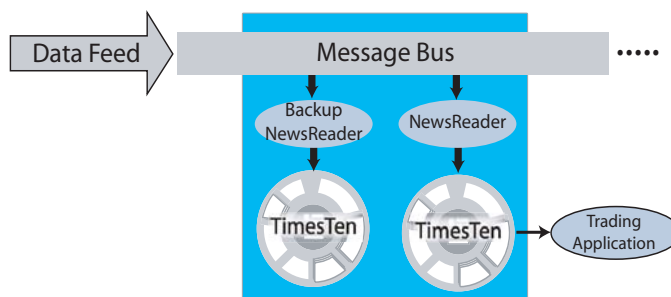 Data Feed
Message Bus
.....
Backup
NewsReader
NewsReader
TimesTen
TimesTen
Trading
Application